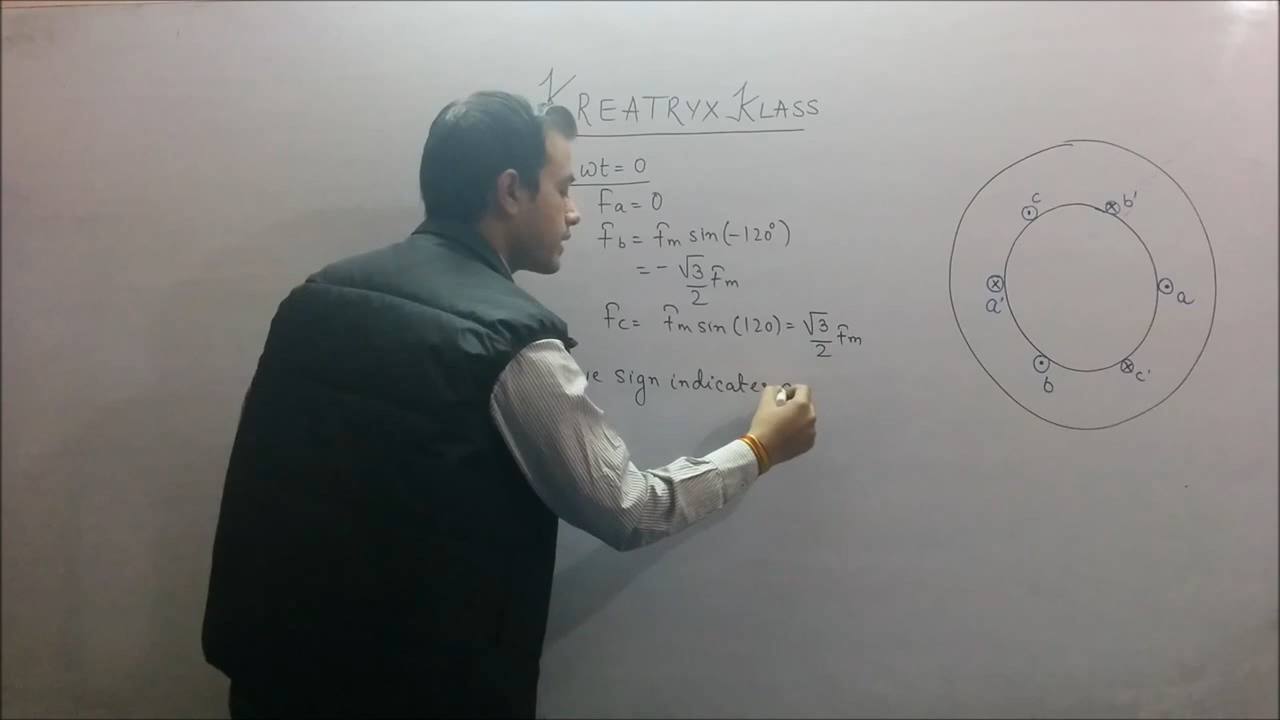 KREATRYX KLASS
wt = 0
Fa = 0
Fb = Fm sin(-120°)
= - √3/2 Fm
Fc = Fm sin(120) = √3/2 Fm
sign indicates
c
b'
a'
a
b
c'